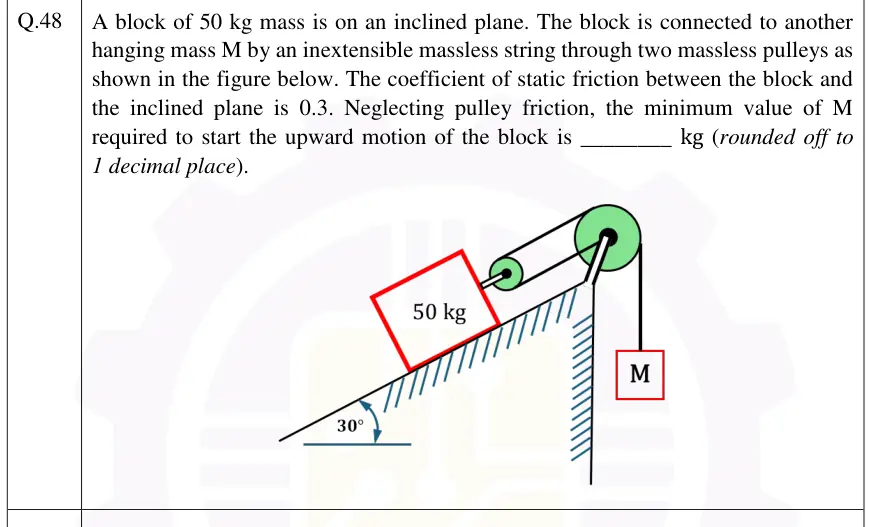 Q.48 A block of 50 kg mass is on an inclined plane. The block is connected to another
hanging mass M by an inextensible massless string through two massless pulleys as
shown in the figure below. The coefficient of static friction between the block and
the inclined plane is 0.3. Neglecting pulley friction, the minimum value of M
required to start the upward motion of the block is ________ kg (rounded off to
1 decimal place).
50 kg
M
30°